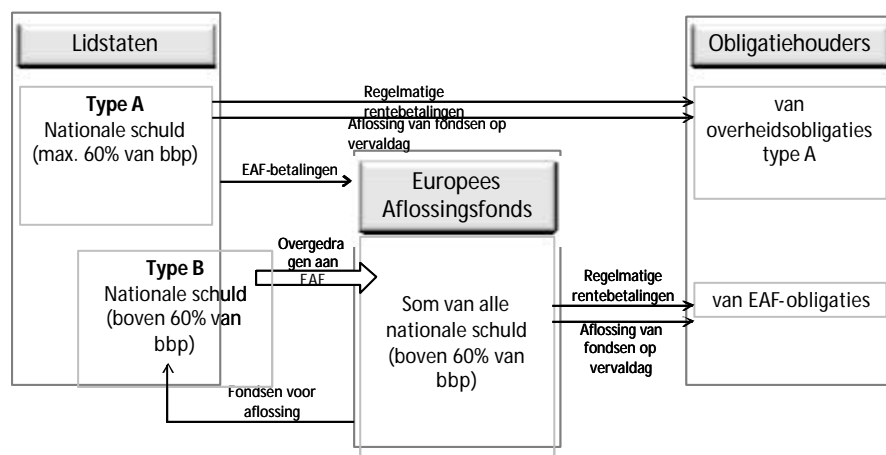 Lidstaten
Obligatiehouders
Type A
Nationale schuld
(max. 60% van bbp)
Regelmatige
rentebetalingen
Aflossing van fondsen op
vervaldag
van
overheidsobligaties
type A
EAF-betalingen
Europees
Aflossingsfonds
Type B
Nationale schuld
(boven 60% van
bbp)
Overgedra
gen aan
EAF
Som van alle
nationale schuld
(boven 60% van
bbp)
Regelmatige
rentebetalingen
Aflossing van
fondsen op
vervaldag
van EAF-obligaties
Fondsen voor
aflossing